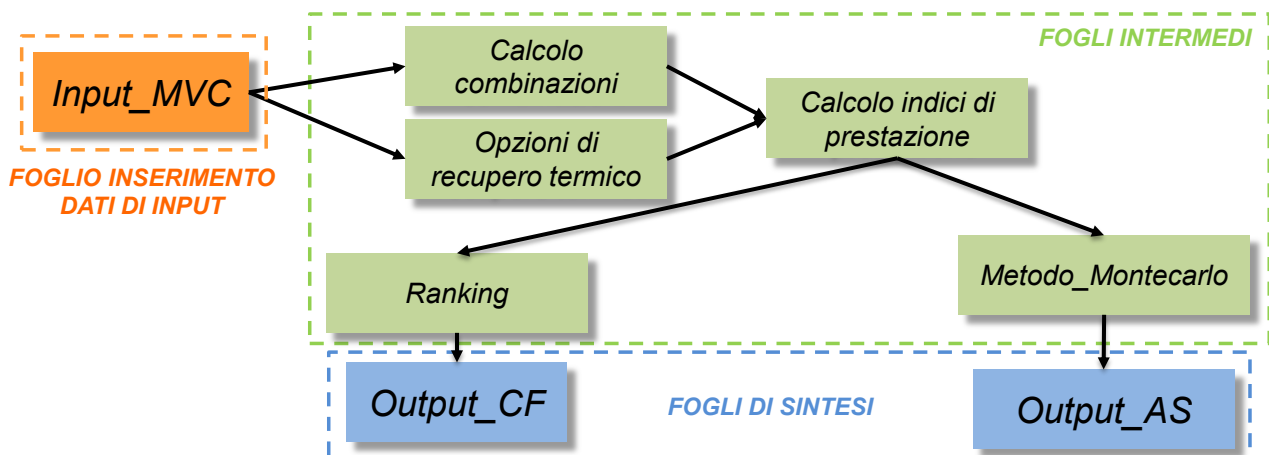 FOGLI INTERMEDI
Input_MVC
FOGLIO INSERIMENTO
DATI DI INPUT
Calcolo
combinazioni
Opzioni di
recupero termico
Calcolo indici di
prestazione
Ranking
Metodo_Montecarlo
Output_CF
FOGLI DI SINTESI
Output_AS